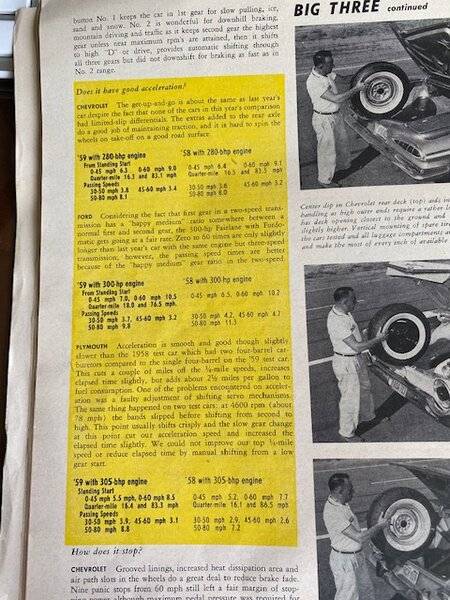 BIG THREE continued
button No. 1 keeps the car in 1st gear for slow pulling, ice,
sand and snow. No. 2 is wonderful for downhill braking,
mountain driving and traffic as it keeps second gear the highest
gear unless near maximum rpm's are attained, then it shifts
to high. "D" or drive, provides automatic shifting through
all three gears but did not downshift for braking as fast as in
No. 2 range.
Does it have good acceleration?
CHEVROLET The get-up-and-go is about the same as last year's
car despite the fact that none of the cars in this year's comparison
had limited-slip differentials. The extras added to the rear axle
do a good job of maintaining traction, and it is hard to spin the
wheels on take-off on a good road surface.
'59 with 280-bhp engine
From Standing Start
0-45 mph 6.3 0-60 mph 9.0
Quarter-mile 16.3 and 83.1 mph
Passing Speeds
30-50 mph 3.8 45-60 mph 3.4
50-80 mph 8.1
'58 with 280-bhp engine
0-45 mph 6.4 0-60 mph 9.1
Quarter-mile 16.5 and 83.5 mph
30-50 mph 3.6 45-60 mph 3.2
50-80 mph 8.0
FORD Considering the fact that first gear in a two-speed trans-
mission has a "happy medium" ratio somewhere between a
normal first and second gear, the 300-hp Fairlane with Fordo-
matic gets going at a fair rate. Zero to 60 times are only slightly
longer than last year's car with the same engine but three-speed
transmission, however, the passing speed times are better
because of the "happy medium" gear ratio in the two-speed.
'59 with 300-hp engine
From Standing Start
0-45 mph 7.0, 0-60 mph 10.5
Quarter-mile 18.0 and 76.5 mph.
Passing Speeds
30-50 mph 3.7, 45-60 mph 3.2
50-80 mph 9.8
'58 with 300-hp engine
0-45 mph 6.5, 0-60 mph 10.2
30-50 mph 4.2, 45-60 mph 4.2
50-80 mph 11.5
PLYMOUTH Acceleration is smooth and good though slightly
slower than the 1958 test car which had two four-barrel car-
buretors compared to the single four-barrel on the '59 test car.
This cuts a couple of miles off the ¼-mile speeds, increases
elapsed time slightly, but adds about 2½ miles per gallon to
fuel consumption. One of the problems encountered on acceler-
ation was a faulty adjustment of shifting servo mechanisms.
The same thing happened on two test cars: at 4600 rpm (about
78 mph) the bands slipped before shifting from second to
high. This point usually shifts crisply and the slow gear change
at this point cut our acceleration speed and increased the
elapsed time slightly. We could not improve our top ¼-mile
speed or reduce elapsed time by manual shifting from a low
gear start.
'59 with 305-bhp engine
Standing Start
0-45 mph 5.5 mph, 0-60 mph 8.5
Quarter-mile 16.4 and 83.3 mph
Passing Speeds
30-50 mph 3.9, 45-60 mph 3.1
50-80 mph 8.8
'58 with 305-bhp engine
0-45 mph 5.2, 0-60 mph 7.7
Quarter-mile 16.1 and 86.5 mph
30-50 mph 2.9, 45-60 mph 2.6
50-80 mph 7.2
How does it stop?
CHEVROLET Grooved linings, increased heat dissipation area and
air path slots in the wheels do a great deal to reduce brake fade.
Nine panic stops from 60 mph still left a fair margin of stop-
ping power although maximum pedal pressure was required for
Center dip in Chevrolet rear deck (top) aids in
handling as high outer ends require a rather
has deck opening closest to the ground and
slightly higher. Vertical mounting of spare
the cars tested and all luggage compartments
and make the most of every inch of available